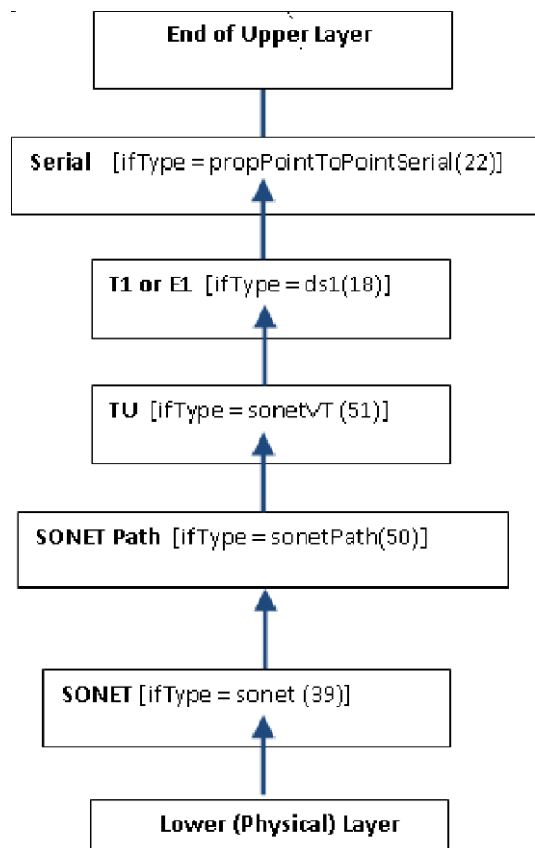 End of Upper Layer
Serial [ifType = propPointToPointSerial(22)]
T1 or E1 [ifType = ds1(18)]
TU [ifType = sonetVT (51)]
SONET Path [ifType = sonetPath(50)]
SONET [ifType = sonet (39)]
Lower (Physical) Layer